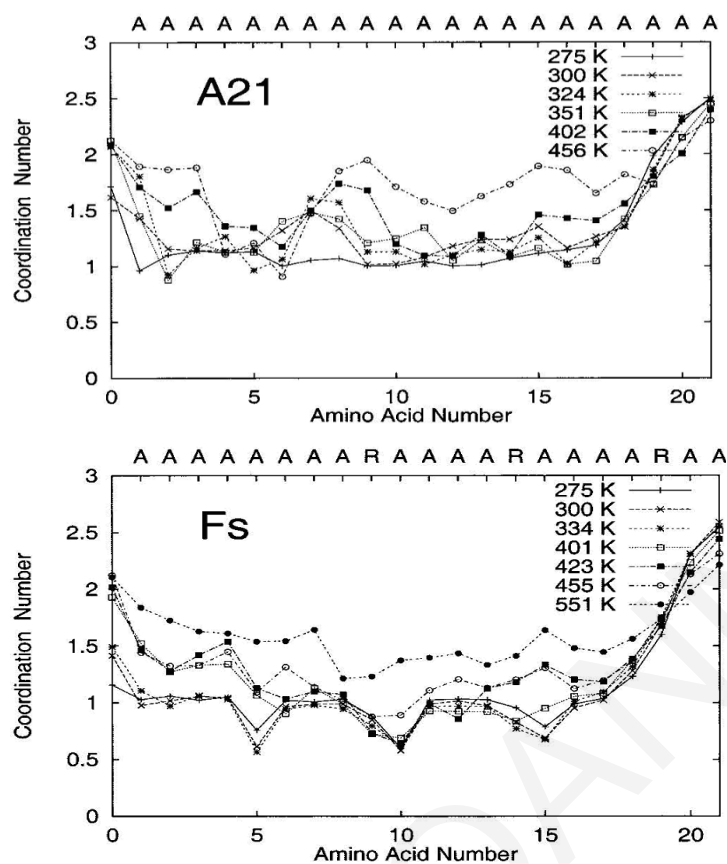 A A A A A A A A A A A A A A A A A A A A A
3
2.5
2
1.5
1
0.5
0
Coordination Number
A21
275 K
300 K
324 K
351 K
402 K
456 K
0 5 10 15 20
Amino Acid Number
A A A A A A A A R A A A A R A A A A R A A
3
2.5
2
1.5
1
0.5
0
Coordination Number
Fs
275 K
300 K
334 K
401 K
423 K
455 K
551 K
0 5 10 15 20
Amino Acid Number